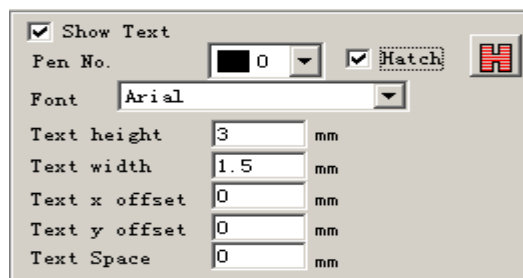 Show Text
Pen No. 0 Hatch
Font Arial
Text height 3 mm
Text width 1.5 mm
Text x offset 0 mm
Text y offset 0 mm
Text Space 0 mm